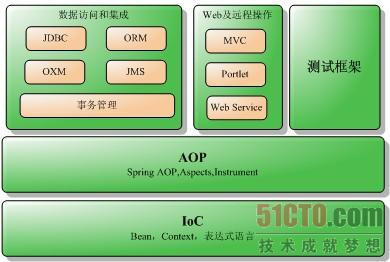 数据访问和集成
JDBC
ORM
OXM
JMS
事务管理
Web及远程操作
MVC
Portlet
Web Service
测试框架
AOP
Spring AOP,Aspects,Instrument
IoC
Bean，Context，表达式语言
51CTO.com
技术成就梦想